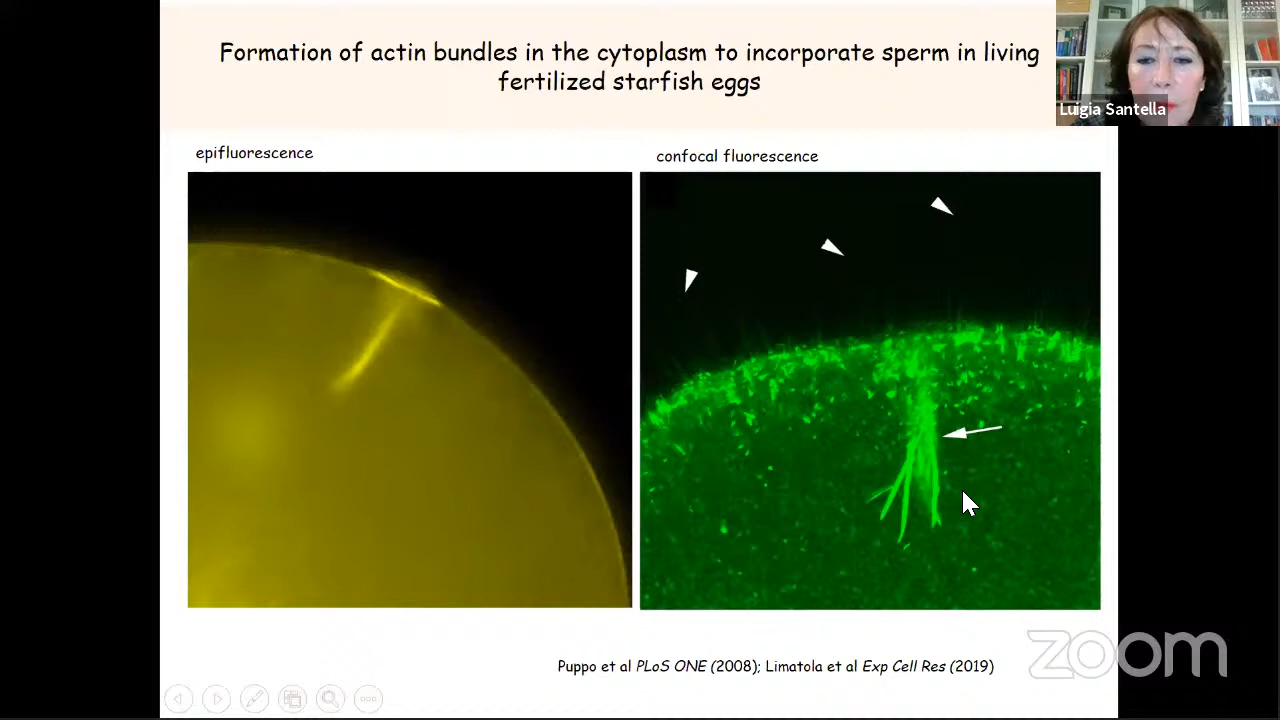 Formation of actin bundles in the cytoplasm to incorporate sperm in living
fertilized starfish eggs
Luigia Santella
epifluorescence
confocal fluorescence
Puppo et al PLoS ONE (2008); Limatola et al Exp Cell Res (2019)
zoom